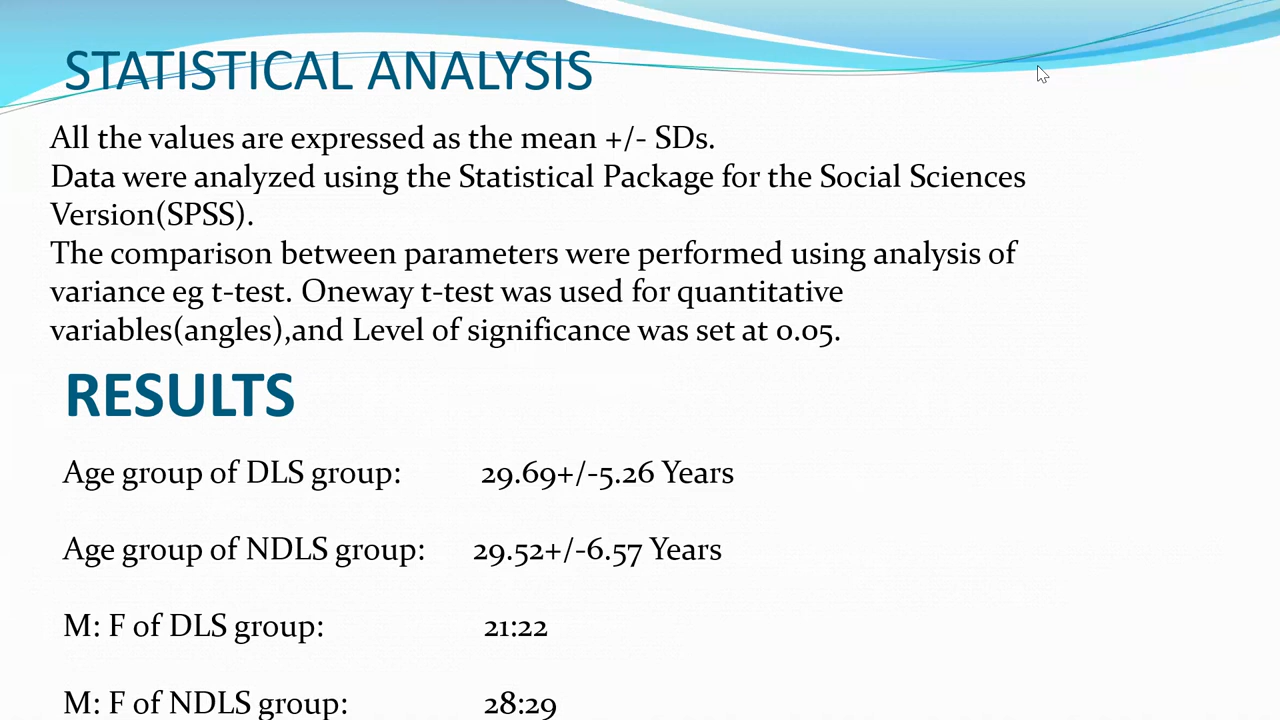 STATISTICAL ANALYSIS
All the values are expressed as the mean +/- SDs.
Data were analyzed using the Statistical Package for the Social Sciences
Version(SPSS).
The comparison between parameters were performed using analysis of
variance eg t-test. Oneway t-test was used for quantitative
variables(angles),and Level of significance was set at 0.05.
RESULTS
Age group of DLS group: 29.69+/-5.26 Years
Age group of NDLS group: 29.52+/-6.57 Years
M: F of DLS group: 21:22
M: F of NDLS group: 28:29